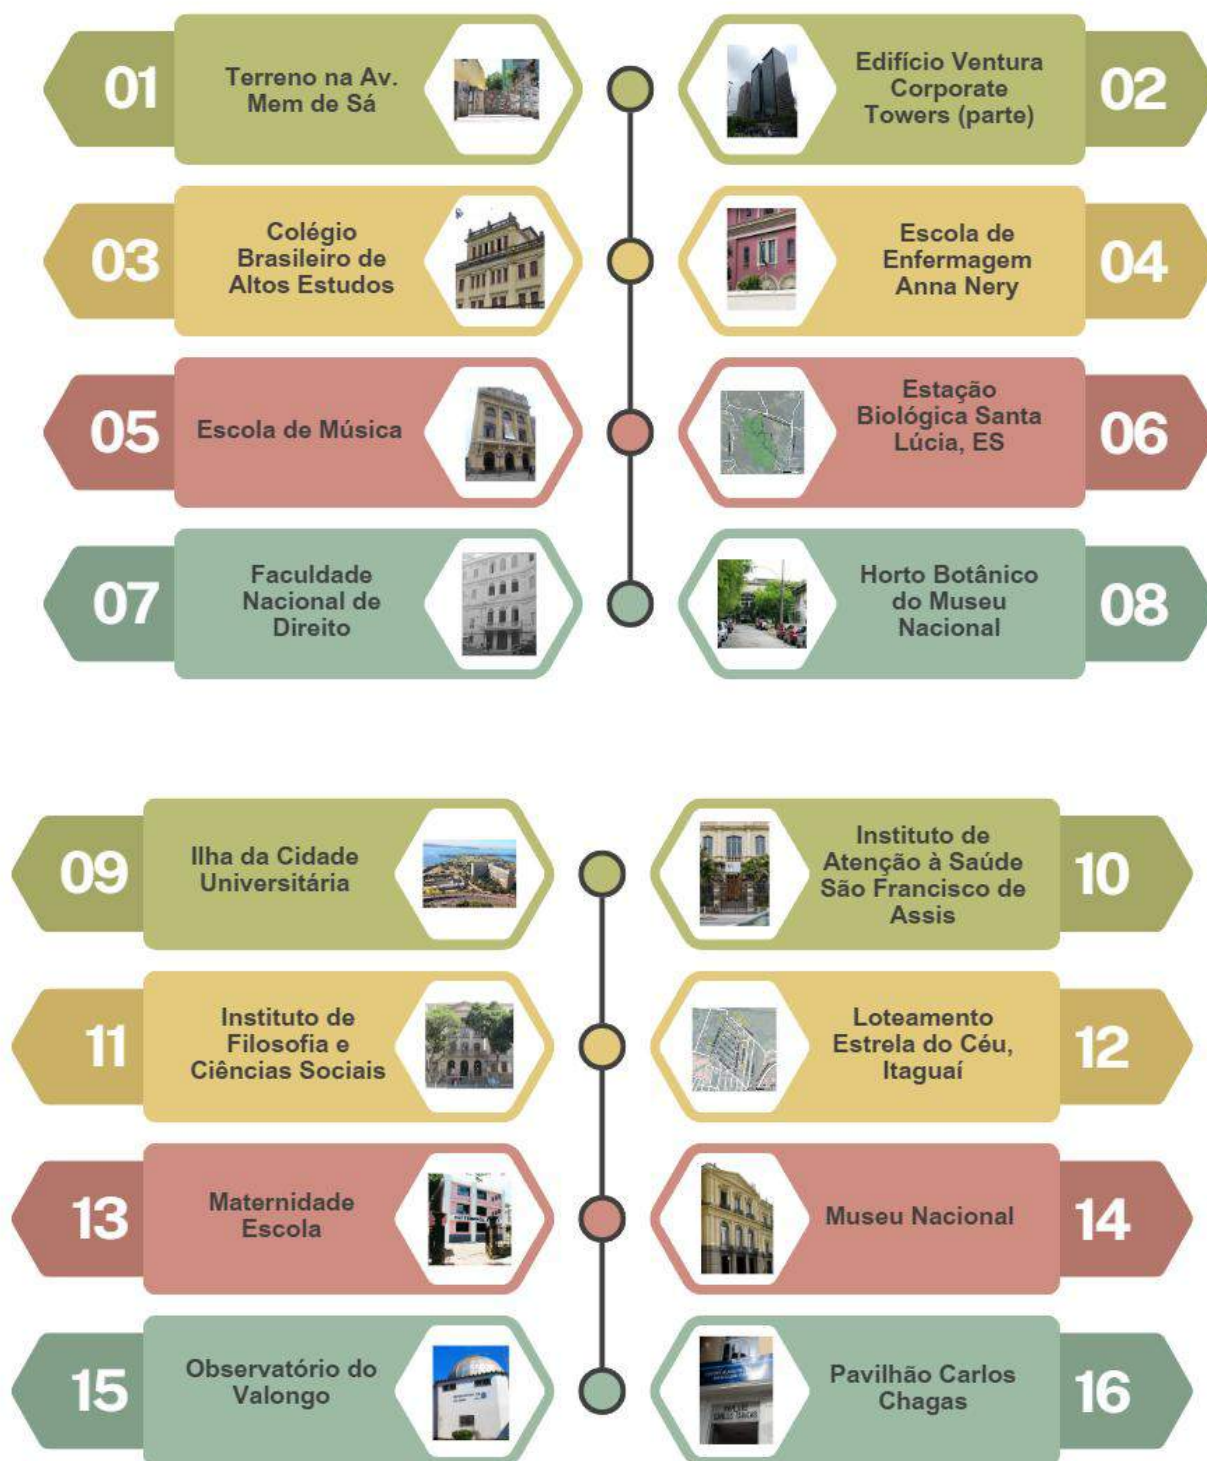 01
Terreno na Av.
Mem de Sá
Edifício Ventura
Corporate
Towers (parte)
02
03
Colégio
Brasileiro de
Altos Estudos
Escola de
Enfermagem
Anna Nery
04
05
Escola de Música
Estação
Biológica Santa
Lúcia, ES
06
07
Faculdade
Nacional de
Direito
Horto Botânico
do Museu
Nacional
08
09
Ilha da Cidade
Universitária
Instituto de
Atenção à Saúde
São Francisco de
Assis
10
11
Instituto de
Filosofia e
Ciências Sociais
Loteamento
Estrela do Céu,
Itaguaí
12
13
Maternidade
Escola
Museu Nacional
14
15
Observatório do
Valongo
Pavilhão Carlos
Chagas
16